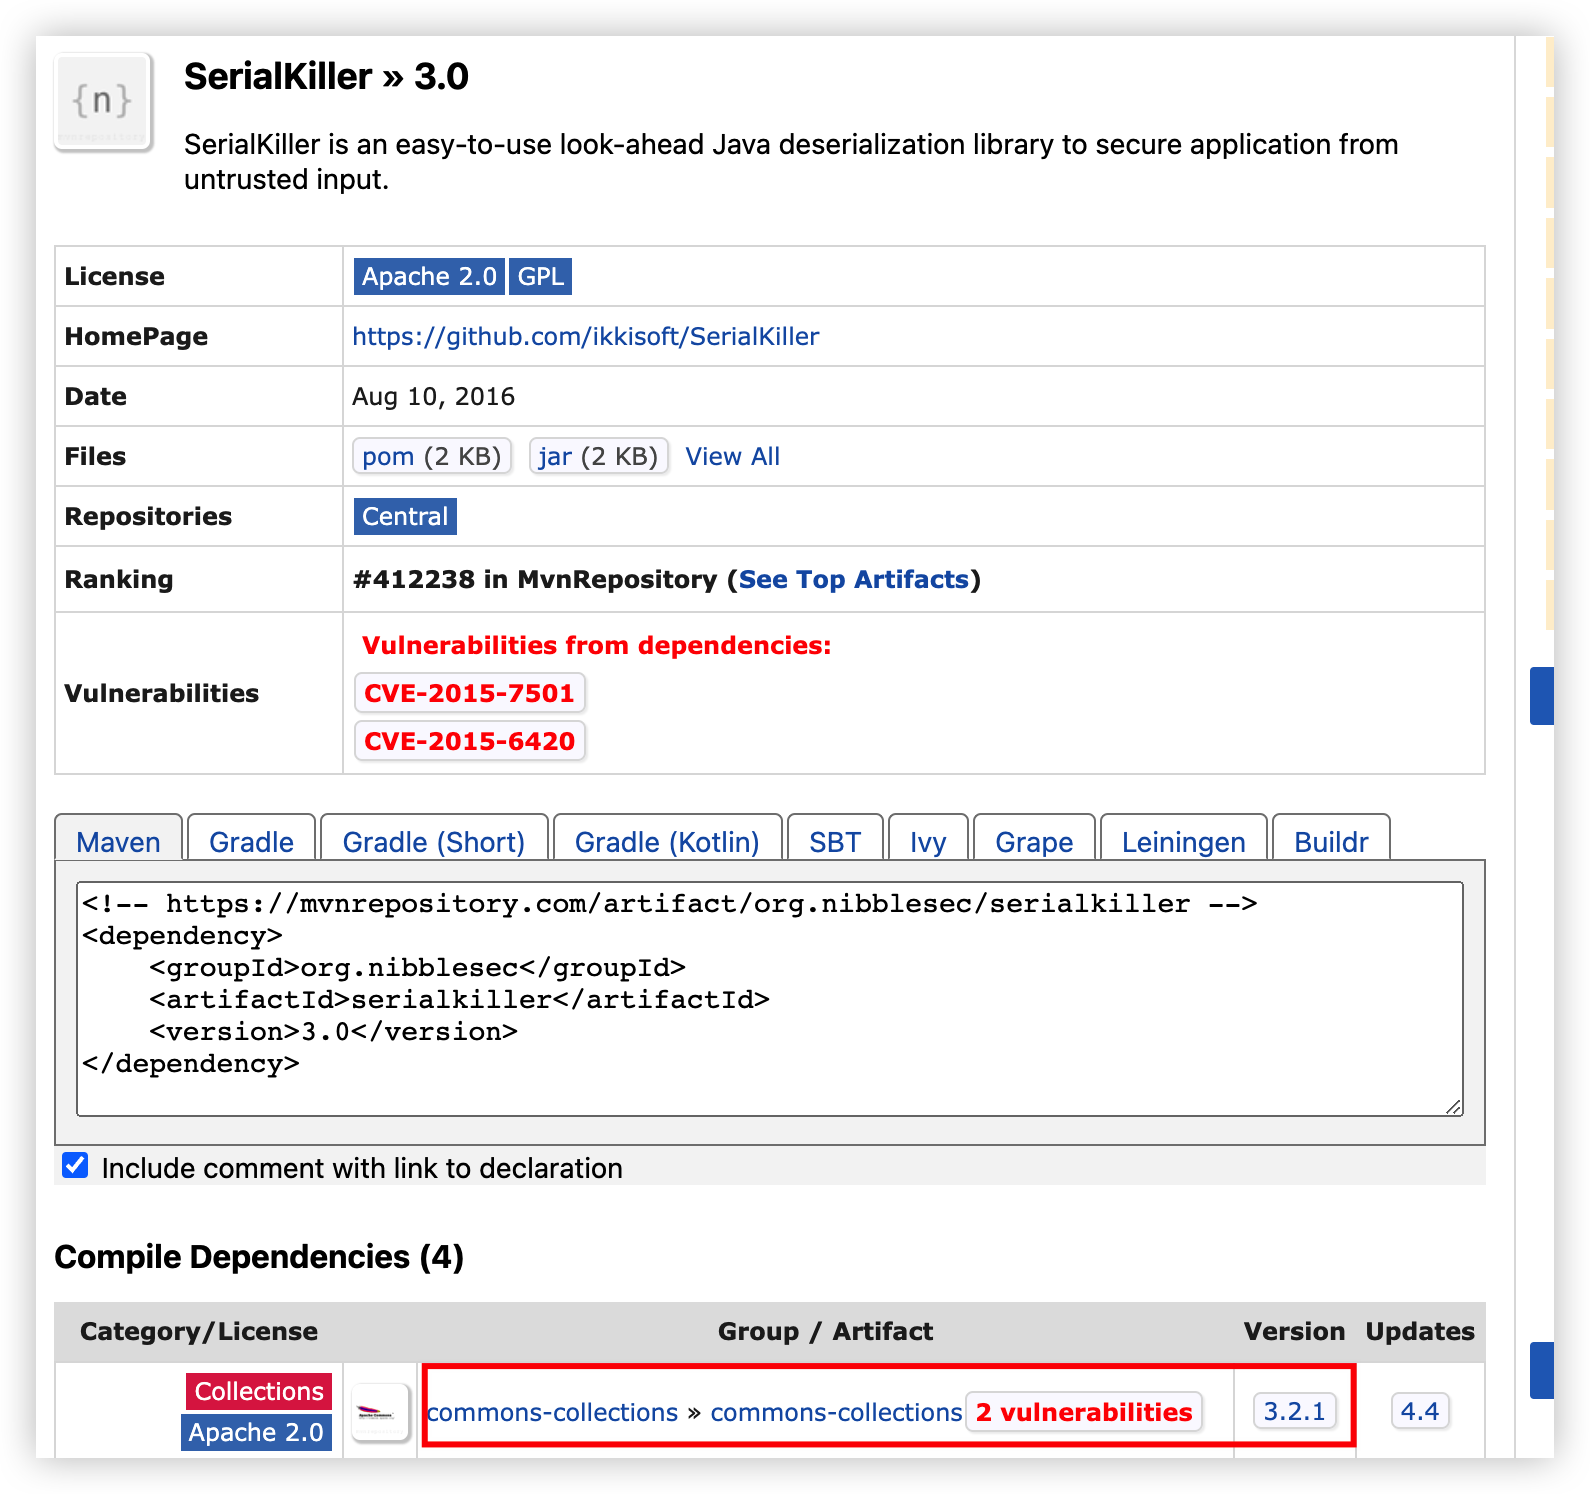 {n}
SerialKiller » 3.0
SerialKiller is an easy-to-use look-ahead Java deserialization library to secure application from
untrusted input.
License Apache 2.0 GPL
HomePage https://github.com/ikkisoft/SerialKiller
Date Aug 10, 2016
Files pom (2 KB) jar (2 KB) View All
Repositories Central
Ranking #412238 in MvnRepository (See Top Artifacts)
Vulnerabilities Vulnerabilities from dependencies:
CVE-2015-7501
CVE-2015-6420
Maven Gradle Gradle (Short) Gradle (Kotlin) SBT Ivy Grape Leiningen Buildr
<!-- https://mvnrepository.com/artifact/org.nibblesec/serialkiller -->
<dependency>
    <groupId>org.nibblesec</groupId>
    <artifactId>serialkiller</artifactId>
    <version>3.0</version>
</dependency>
Include comment with link to declaration
Compile Dependencies (4)
Category/License Group / Artifact Version Updates
Collections
Apache 2.0 commons-collections » commons-collections 2 vulnerabilities 3.2.1 4.4